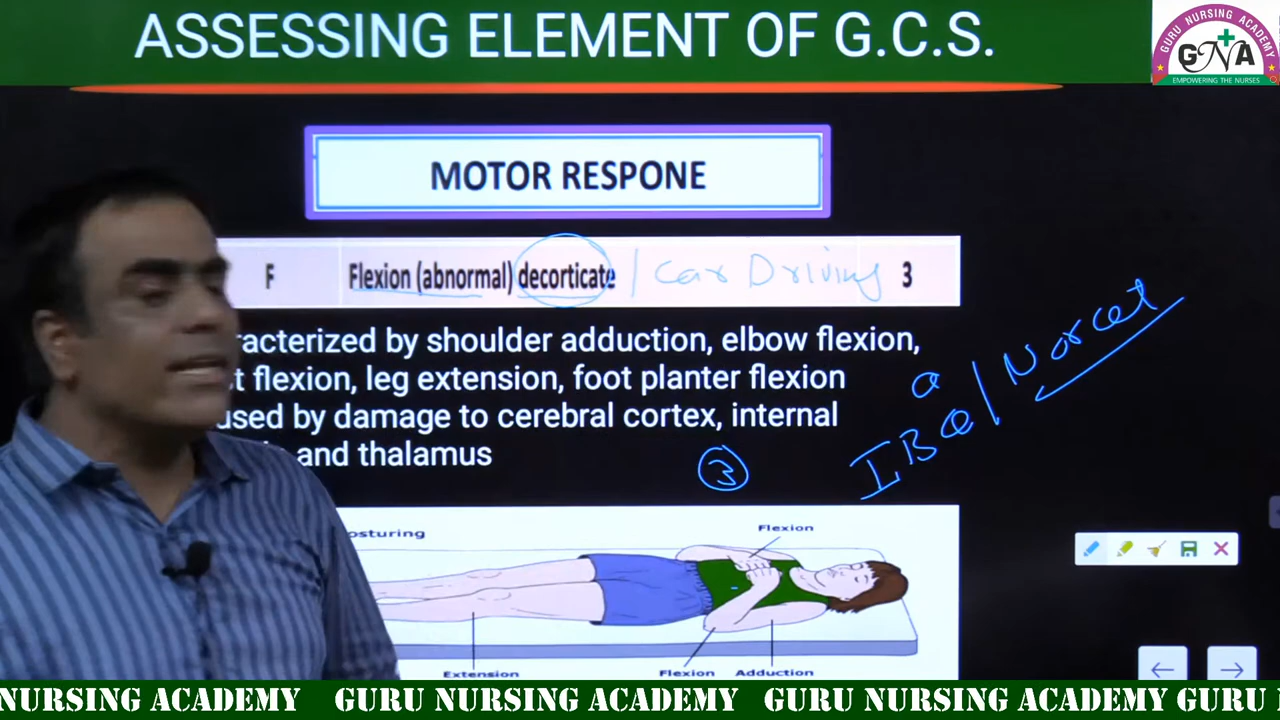 ASSESSING ELEMENT OF G.C.S.
GURU NURSING ACADEMY
GNA
EMPOWERING THE NURSES
MOTOR RESPONE
F Flexion (abnormal) decorticate / Car Driving 3
racterized by shoulder adduction, elbow flexion,
t flexion, leg extension, foot planter flexion
used by damage to cerebral cortex, internal
and thalamus
3
IBQ / Norcet
osturing
Flexion
Extension
Flexion
Adduction
NURSING ACADEMY GURU NURSING ACADEMY GURU NURSING ACADEMY GURU N